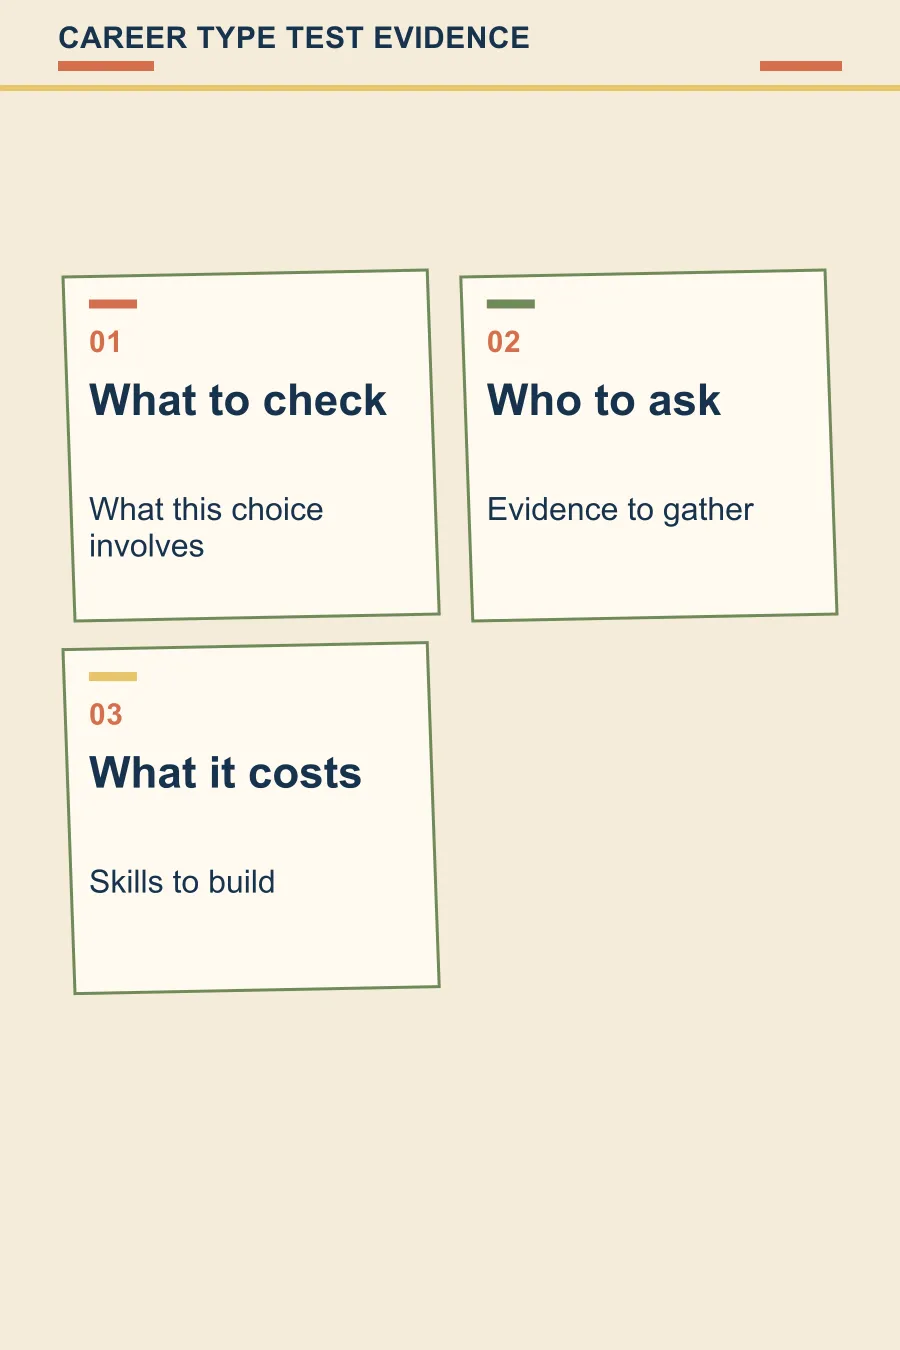 CAREER TYPE TEST EVIDENCE
01
What to check
What this choice
involves
02
Who to ask
Evidence to gather
03
What it costs
Skills to build